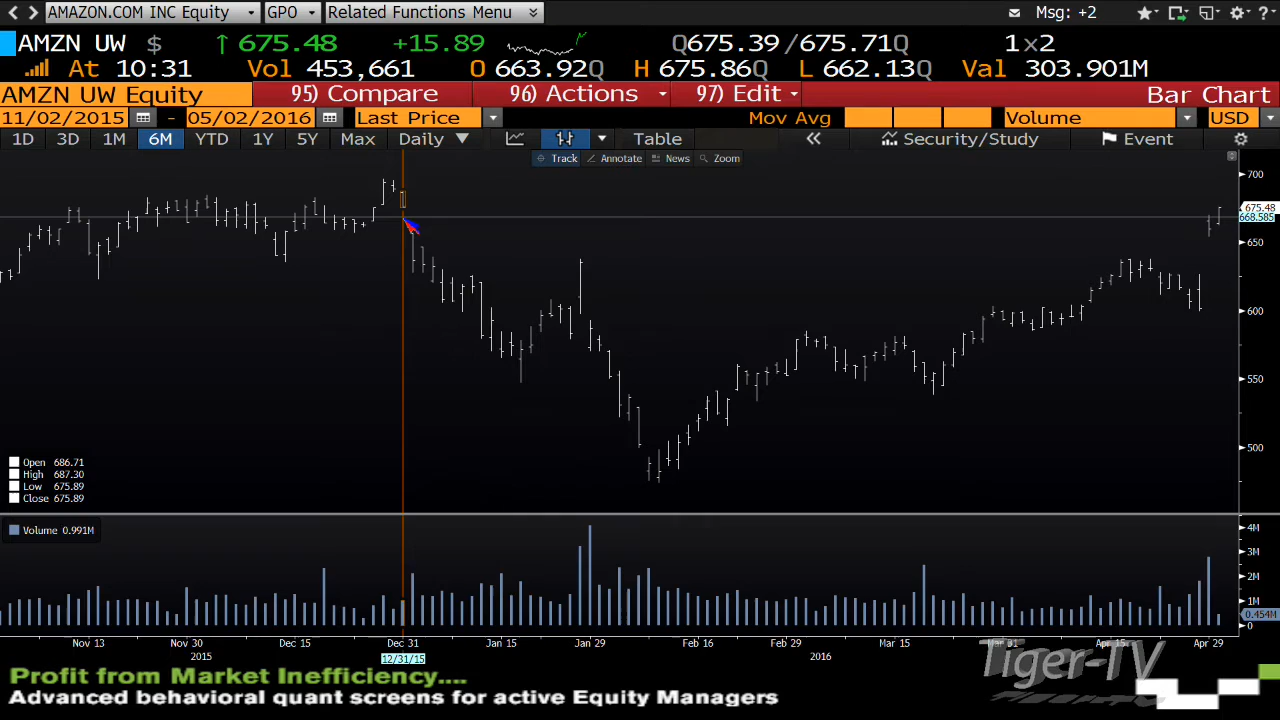 AMAZON.COM INC Equity GPO Related Functions Menu Msg: +2
AMZN UW $ ↑ 675.48 +15.89 Q675.39/675.71Q 1×2
At 10:31 Vol 453,661 O 663.92Q H 675.86Q L 662.13Q Val 303.901M
AMZN UW Equity 95) Compare 96) Actions 97) Edit Bar Chart
11/02/2015 - 05/02/2016 Last Price Mov Avg Volume USD
1D 3D 1M 6M YTD 1Y 5Y Max Daily Table Security/Study Event
Track Annotate News Zoom
700
675.48
668.585
650
600
550
500
Open 686.71
High 687.30
Low 675.89
Close 675.89
Volume 0.991M
4M
3M
2M
1M
0.454M
0
Nov 13 Nov 30 Dec 15 Dec 31 Jan 15 Jan 29 Feb 16 Feb 29 Mar 15 Mar 31 Apr 15 Apr 29
2015 12/31/15 2016
Tiger-TV
Profit from Market Inefficiency....
Advanced behavioral quant screens for active Equity Managers